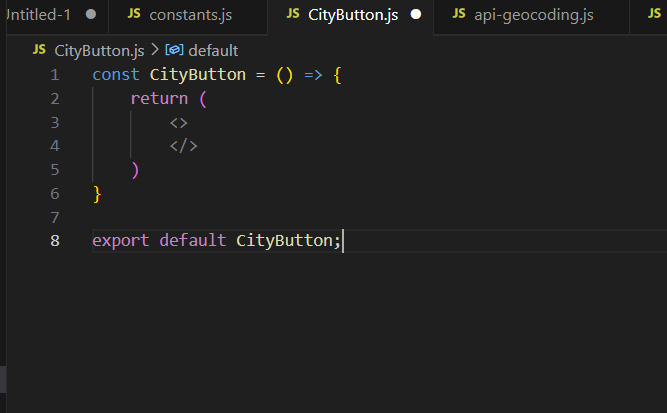 Untitled-1 JS constants.js JS CityButton.js JS api-geocoding.js JS
JS CityButton.js > default
1 const CityButton = () => {
2 return (
3 <>
4 </>
5 )
6 }
7
8 export default CityButton;